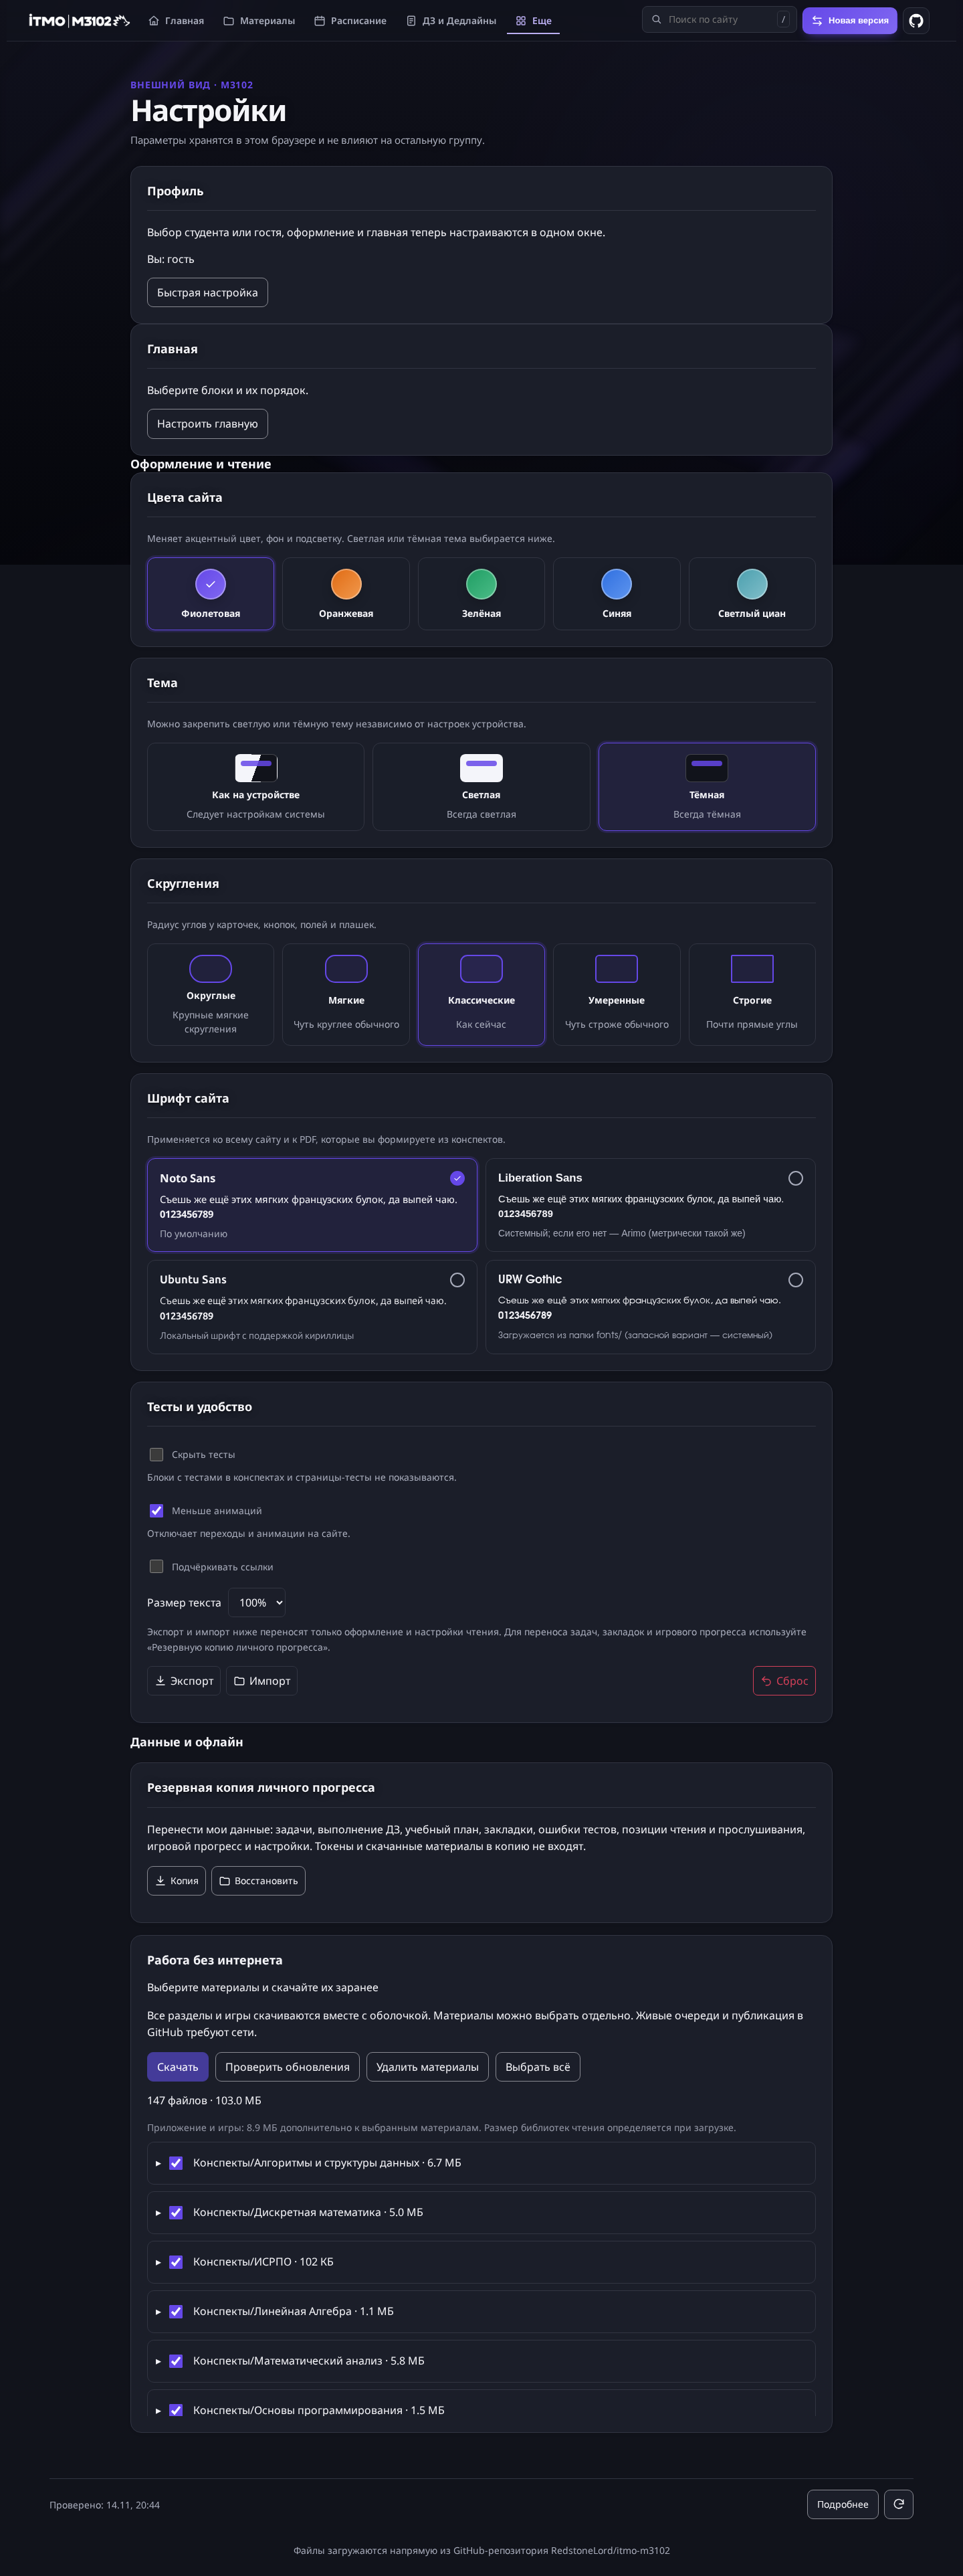 ITMO | M3102
Главная
Материалы
Расписание
ДЗ и Дедлайны
Еще
Поиск по сайту
/
Новая версия
ВНЕШНИЙ ВИД · M3102
Настройки
Параметры хранятся в этом браузере и не влияют на остальную группу.
Профиль
Выбор студента или гостя, оформление и главная теперь настраиваются в одном окне.
Вы: гость
Быстрая настройка
Главная
Выберите блоки и их порядок.
Настроить главную
Оформление и чтение
Цвета сайта
Меняет акцентный цвет, фон и подсветку. Светлая или тёмная тема выбирается ниже.
Фиолетовая
Оранжевая
Зелёная
Синяя
Светлый циан
Тема
Можно закрепить светлую или тёмную тему независимо от настроек устройства.
Как на устройстве
Следует настройкам системы
Светлая
Всегда светлая
Тёмная
Всегда тёмная
Скругления
Радиус углов у карточек, кнопок, полей и плашек.
Округлые
Крупные мягкие
скругления
Мягкие
Чуть круглее обычного
Классические
Как сейчас
Умеренные
Чуть строже обычного
Строгие
Почти прямые углы
Шрифт сайта
Применяется ко всему сайту и к PDF, которые вы формируете из конспектов.
Noto Sans
Съешь же ещё этих мягких французских булок, да выпей чаю.
0123456789
По умолчанию
Liberation Sans
Съешь же ещё этих мягких французских булок, да выпей чаю.
0123456789
Системный; если его нет — Arimo (метрически такой же)
Ubuntu Sans
Съешь же ещё этих мягких французских булок, да выпей чаю.
0123456789
Локальный шрифт с поддержкой кириллицы
URW Gothic
Съешь же ещё этих мягких французских булок, да выпей чаю.
0123456789
Загружается из папки fonts/ (запасной вариант — системный)
Тесты и удобство
Скрыть тесты
Блоки с тестами в конспектах и страницы-тесты не показываются.
Меньше анимаций
Отключает переходы и анимации на сайте.
Подчёркивать ссылки
Размер текста
100%
Экспорт и импорт ниже переносят только оформление и настройки чтения. Для переноса задач, закладок и игрового прогресса используйте
«Резервную копию личного прогресса».
Экспорт
Импорт
Сброс
Данные и офлайн
Резервная копия личного прогресса
Перенести мои данные: задачи, выполнение ДЗ, учебный план, закладки, ошибки тестов, позиции чтения и прослушивания,
игровой прогресс и настройки. Токены и скачанные материалы в копию не входят.
Копия
Восстановить
Работа без интернета
Выберите материалы и скачайте их заранее
Все разделы и игры скачиваются вместе с оболочкой. Материалы можно выбрать отдельно. Живые очереди и публикация в
GitHub требуют сети.
Скачать
Проверить обновления
Удалить материалы
Выбрать всё
147 файлов · 103.0 МБ
Приложение и игры: 8.9 МБ дополнительно к выбранным материалам. Размер библиотек чтения определяется при загрузке.
Конспекты/Алгоритмы и структуры данных · 6.7 МБ
Конспекты/Дискретная математика · 5.0 МБ
Конспекты/ИСРПО · 102 КБ
Конспекты/Линейная Алгебра · 1.1 МБ
Конспекты/Математический анализ · 5.8 МБ
Конспекты/Основы программирования · 1.5 МБ
Проверено: 14.11, 20:44
Подробнее
Файлы загружаются напрямую из GitHub-репозитория RedstoneLord/itmo-m3102